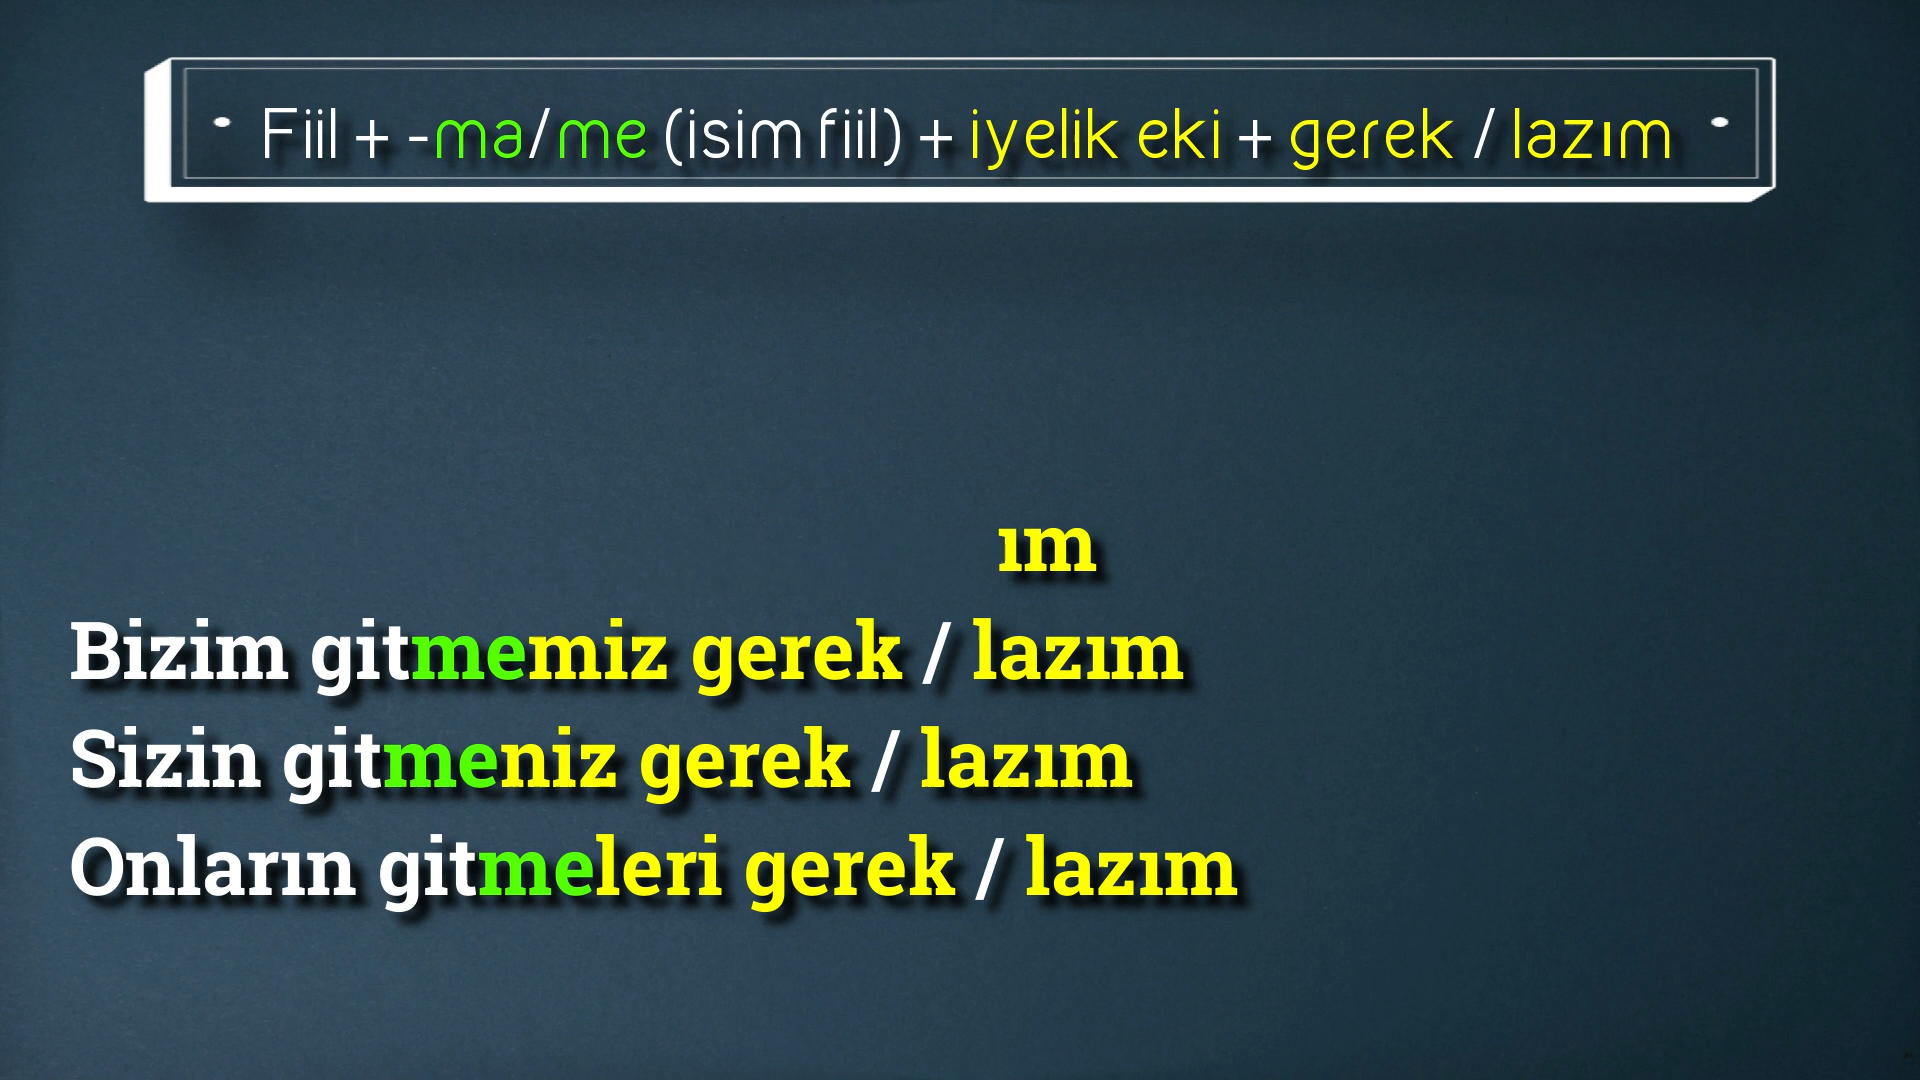 Fiil + -ma/me (isim fiil) + iyelik eki + gerek / lazım
ım
Bizim gitmemiz gerek / lazım
Sizin gitmeniz gerek / lazım
Onların gitmeleri gerek / lazım